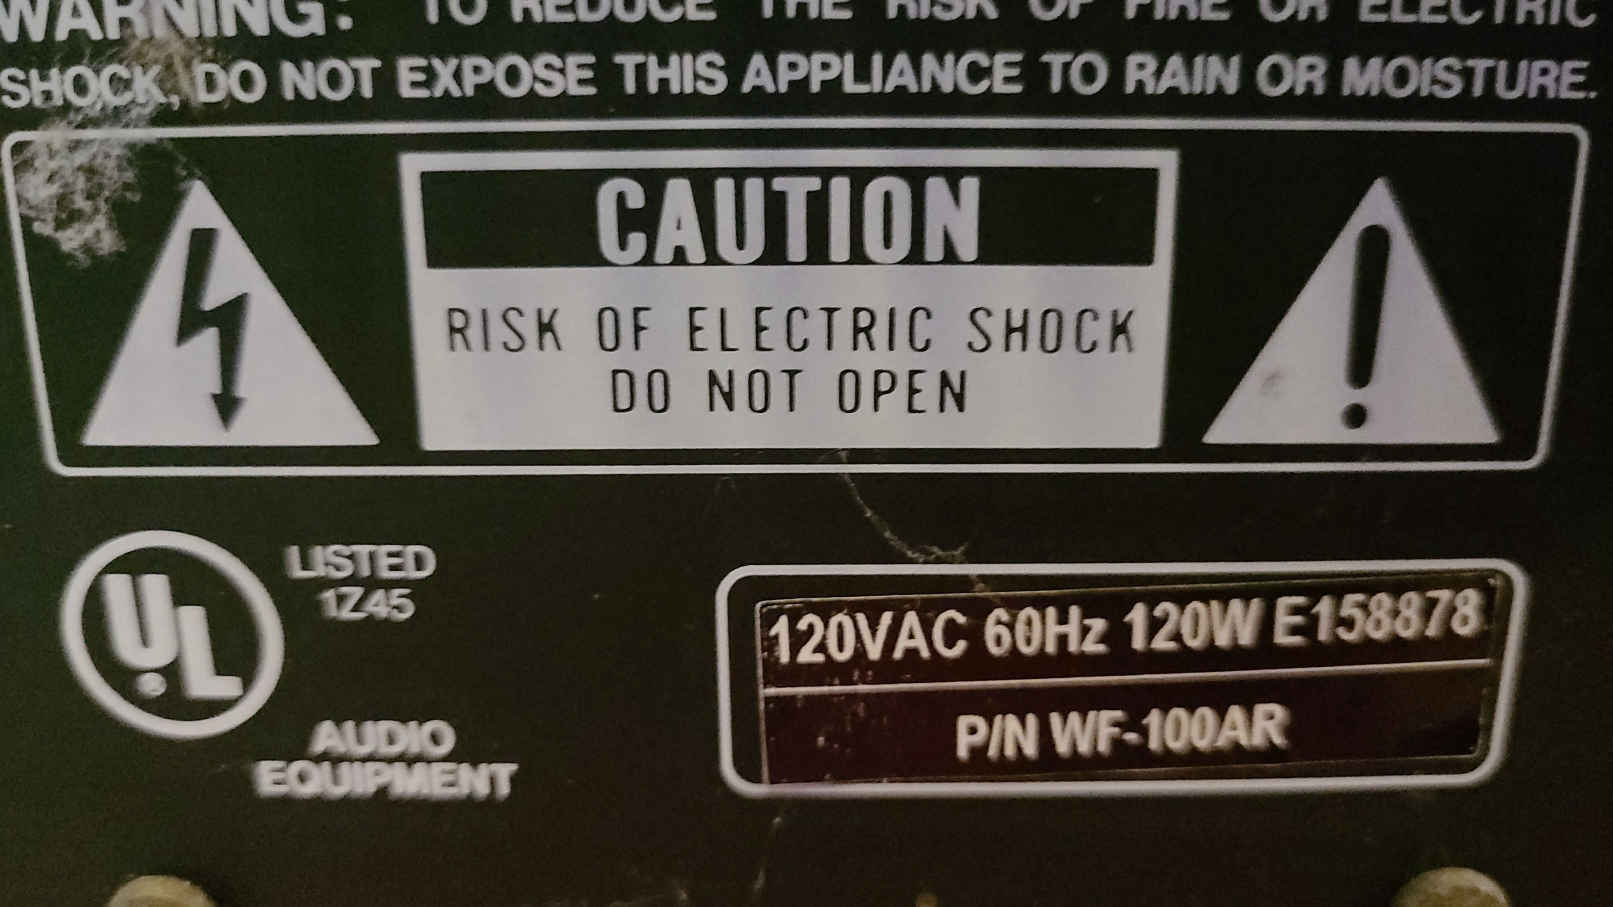 WARNING: TO REDUCE THE RISK OF FIRE OR ELECTRIC
SHOCK, DO NOT EXPOSE THIS APPLIANCE TO RAIN OR MOISTURE.
CAUTION
RISK OF ELECTRIC SHOCK
DO NOT OPEN
UL
LISTED
1Z45
AUDIO
EQUIPMENT
120VAC 60Hz 120W E158878
P/N WF-100AR